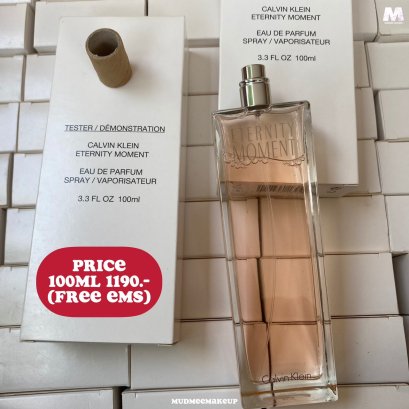 CALVIN KLEIN
ETERNITY MOMENT
EAU DE PARFUM
SPRAY / VAPORISATEUR
3.3 FL OZ 100ml
M
TESTER / DÉMONSTRATION
CALVIN KLEIN
ETERNITY MOMENT
EAU DE PARFUM
SPRAY / VAPORISATEUR
3.3 FL OZ 100ml
ETERNITY
MOMENT
Calvin Klein
PRICE
100ML 1190.-
(FREE EMS)
MUDMEEMAKEUP